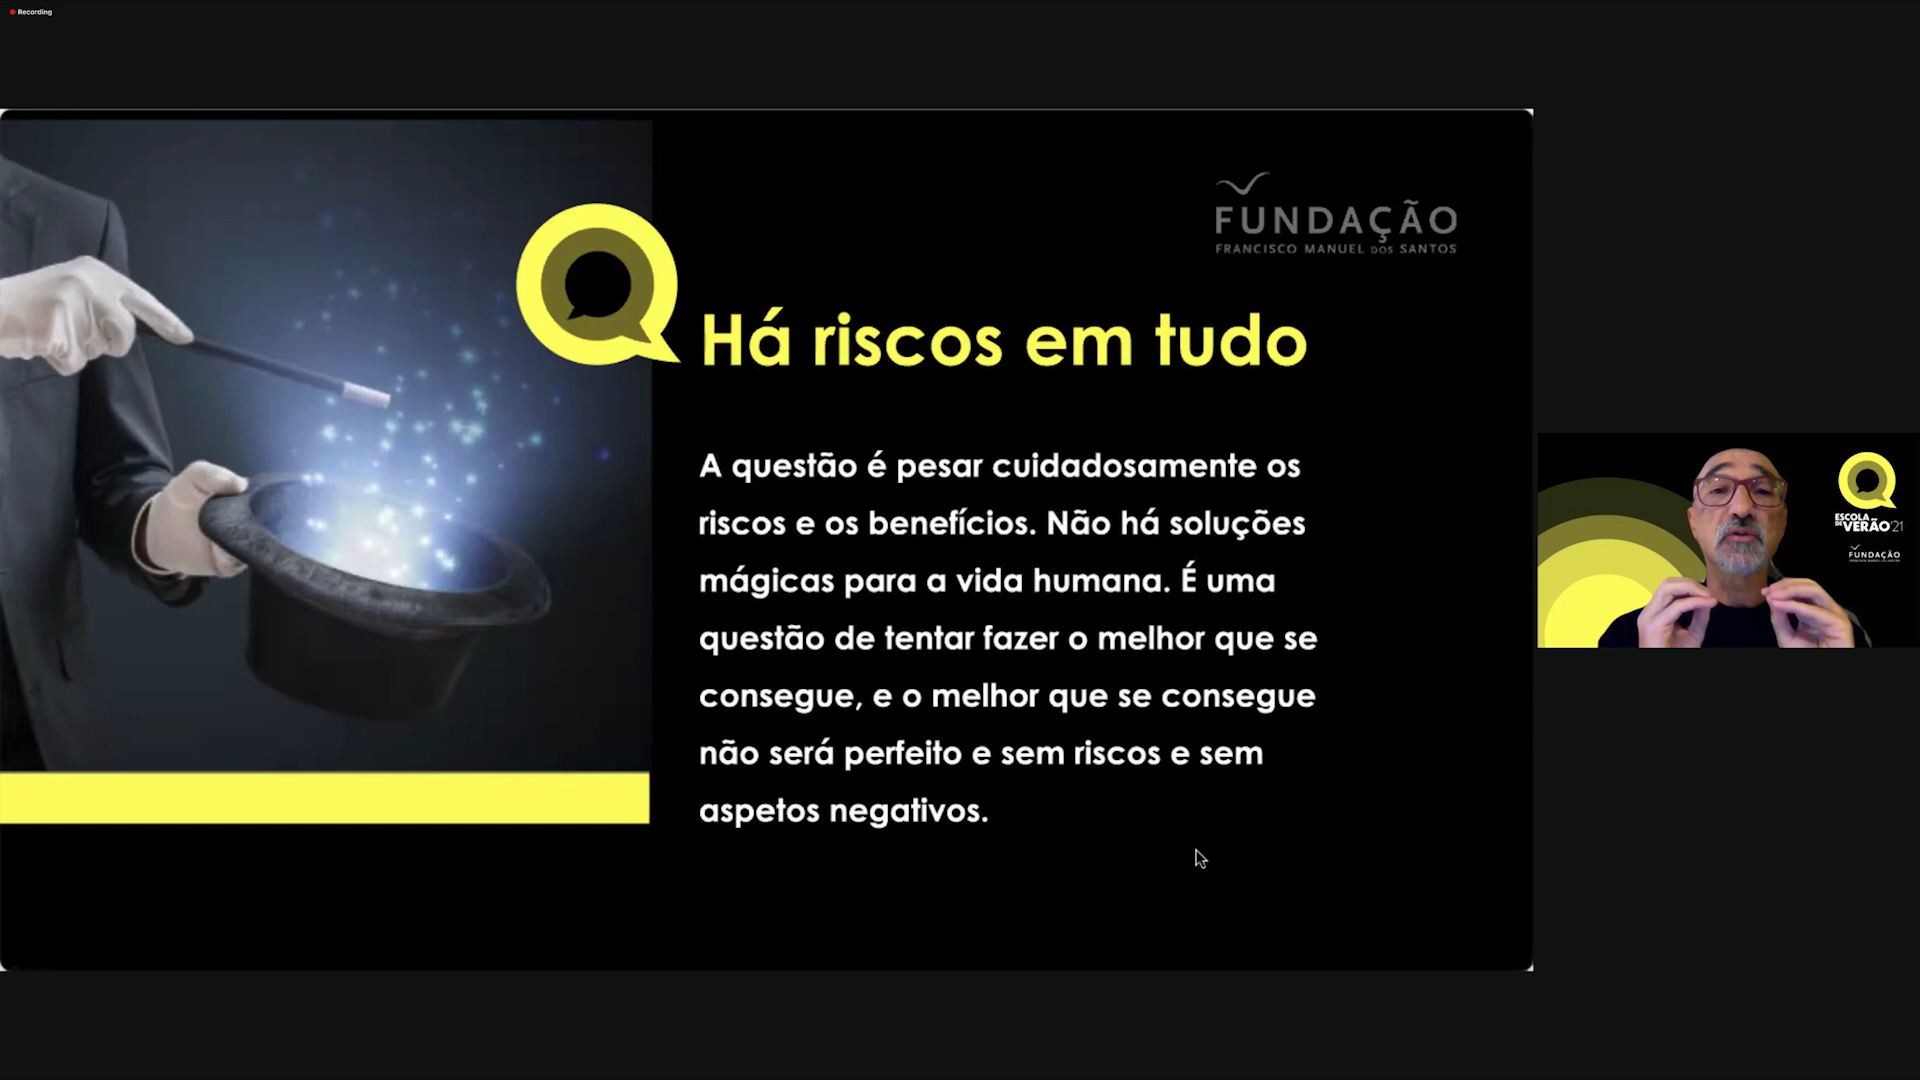 Recording
FUNDAÇÃO
FRANCISCO MANUEL DOS SANTOS
Há riscos em tudo
A questão é pesar cuidadosamente os
riscos e os benefícios. Não há soluções
mágicas para a vida humana. É uma
questão de tentar fazer o melhor que se
consegue, e o melhor que se consegue
não será perfeito e sem riscos e sem
aspetos negativos.
ESCOLA
DE VERÃO'21
FUNDAÇÃO